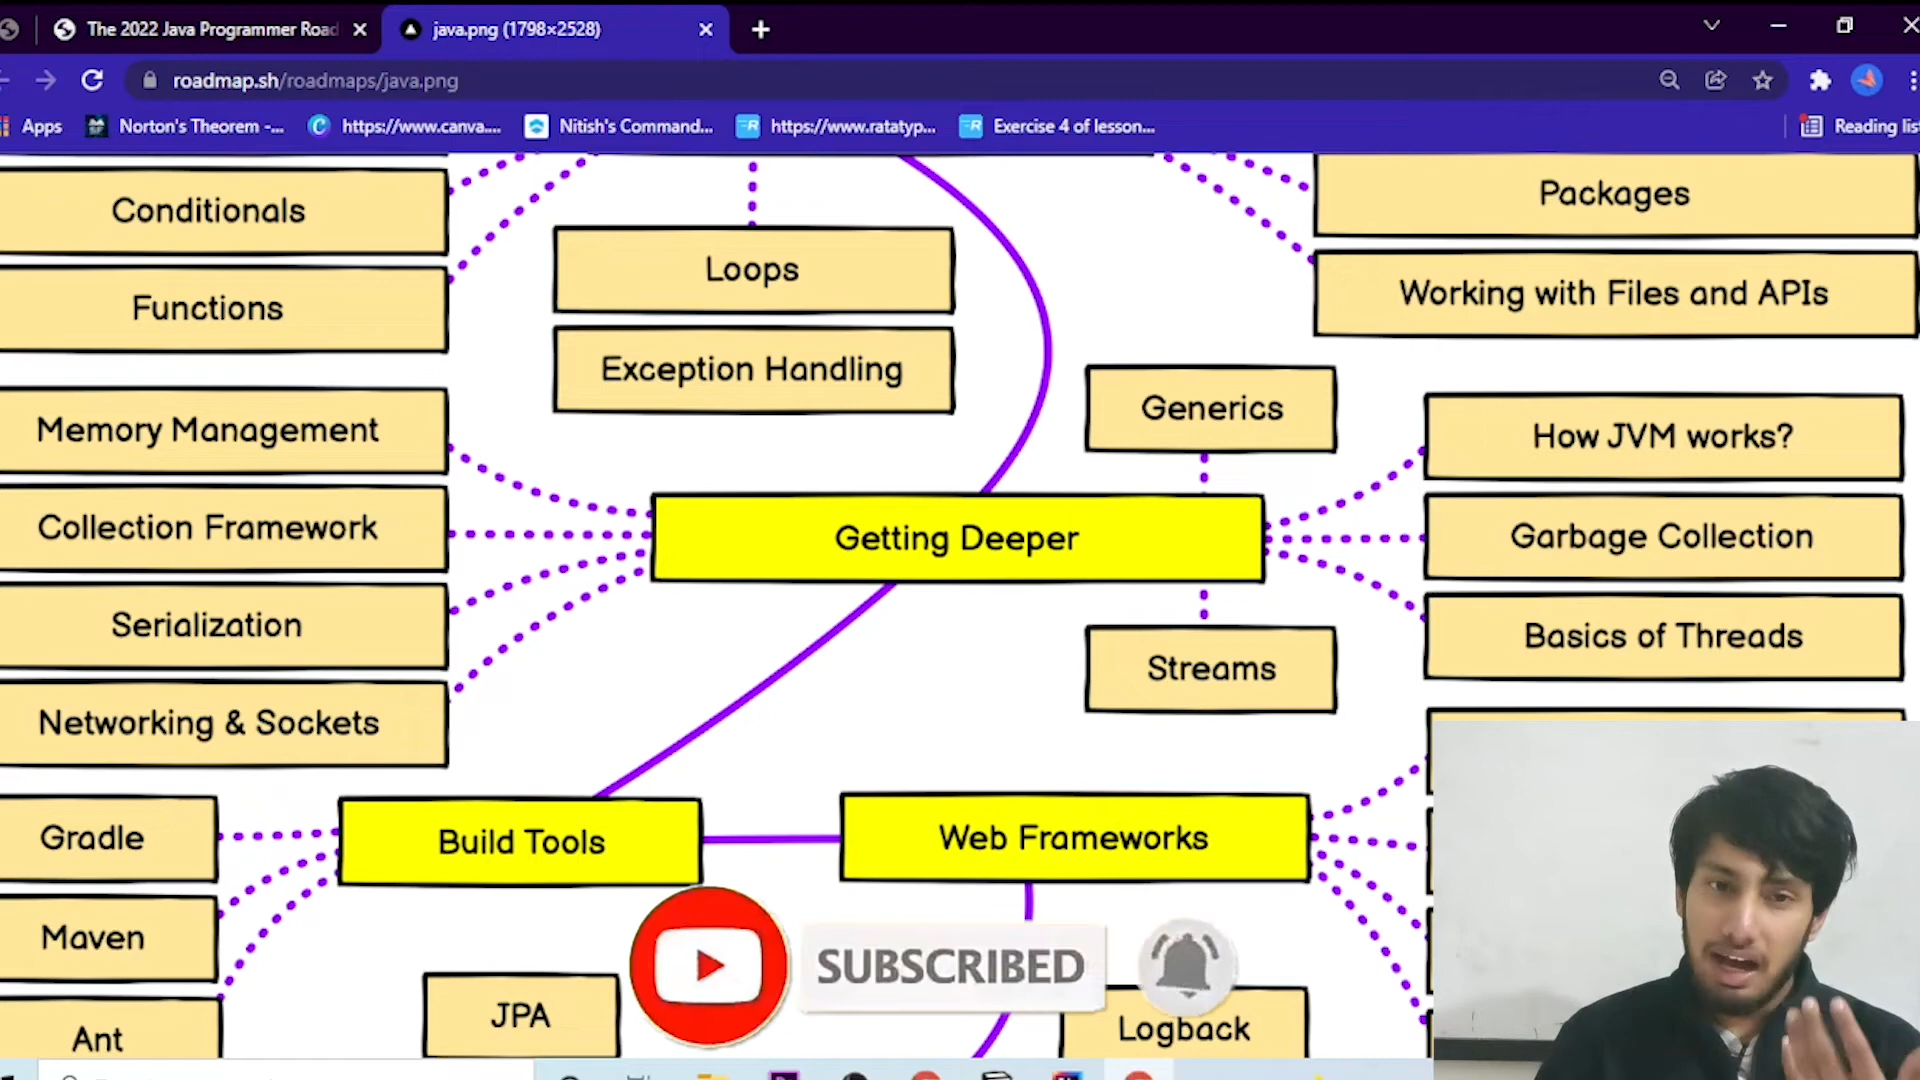 The 2022 Java Programmer Road
java.png (1798×2528)
roadmap.sh/roadmaps/java.png
Apps
Norton's Theorem -...
https://www.canva....
Nitish's Command...
https://www.ratatyp...
Exercise 4 of lesson...
Reading list
Conditionals
Packages
Loops
Working with Files and APIs
Functions
Exception Handling
Generics
Memory Management
How JVM works?
Collection Framework
Getting Deeper
Garbage Collection
Serialization
Basics of Threads
Streams
Networking & Sockets
Gradle
Build Tools
Web Frameworks
Maven
SUBSCRIBED
JPA
Logback
Ant